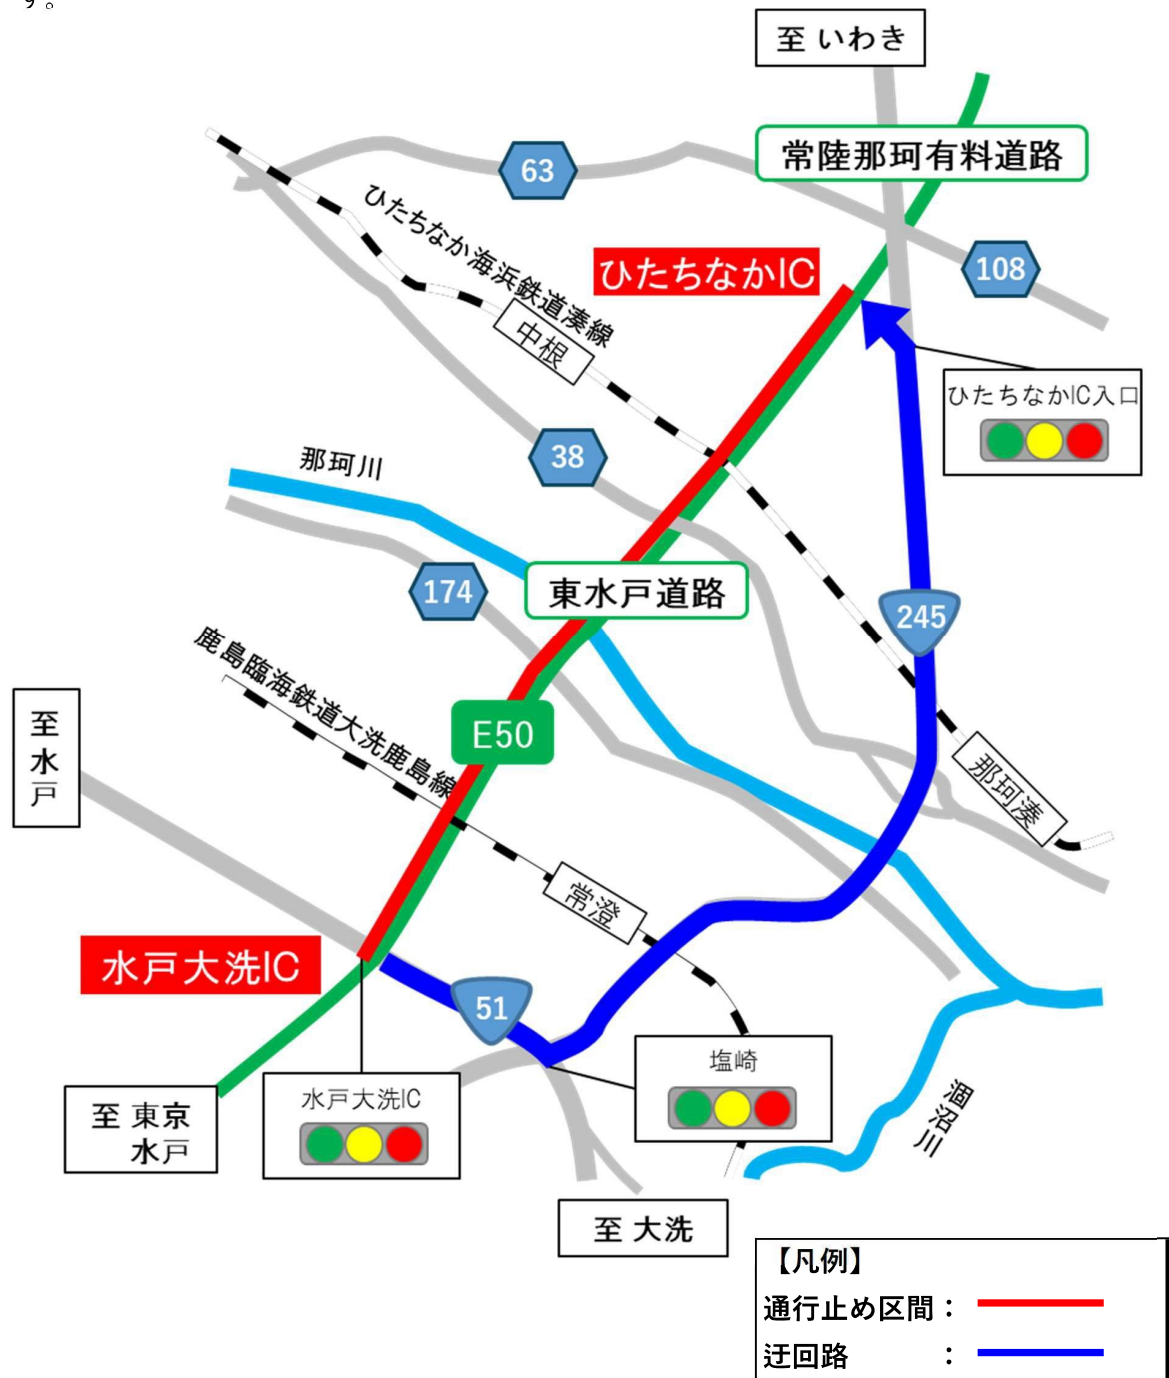 す。
至 いわき
常陸那珂有料道路
63
ひたちなか海浜鉄道湊線
ひたちなかIC
108
中根
ひたちなかIC入口
38
那珂川
174
東水戸道路
245
鹿島臨海鉄道大洗鹿島線
E50
至
水
戸
那珂湊
常澄
水戸大洗IC
51
塩崎
水戸大洗IC
至 東京
水戸
涸沼川
至 大洗
【凡例】
通行止め区間：
迂回路 ：